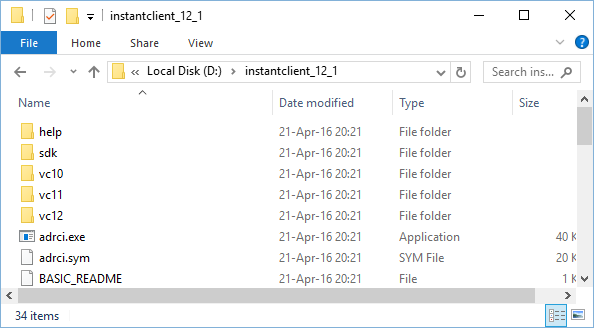 instantclient_12_1
File Home Share View
« Local Disk (D:) > instantclient_12_1 Search ins...
Name Date modified Type Size
help 21-Apr-16 20:21 File folder
sdk 21-Apr-16 20:21 File folder
vc10 21-Apr-16 20:21 File folder
vc11 21-Apr-16 20:21 File folder
vc12 21-Apr-16 20:21 File folder
adrci.exe 21-Apr-16 20:21 Application 40 K
adrci.sym 21-Apr-16 20:21 SYM File 20 K
BASIC_README 21-Apr-16 20:21 File 1 K
34 items